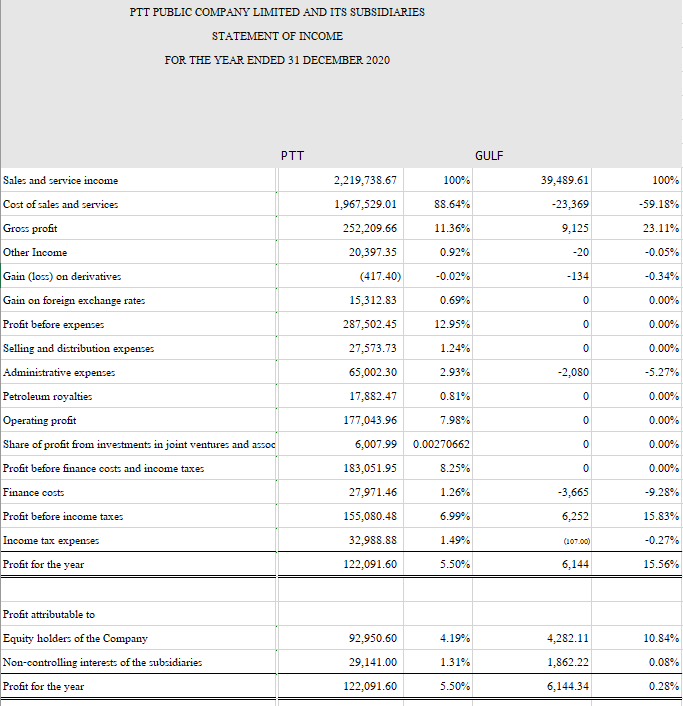 PTT PUBLIC COMPANY LIMITED AND ITS SUBSIDIARIES
STATEMENT OF INCOME
FOR THE YEAR ENDED 31 DECEMBER 2020
PTT GULF
Sales and service income 2,219,738.67 100% 39,489.61 100%
Cost of sales and services 1,967,529.01 88.64% -23,369 -59.18%
Gross profit 252,209.66 11.36% 9,125 23.11%
Other Income 20,397.35 0.92% -20 -0.05%
Gain (loss) on derivatives (417.40) -0.02% -134 -0.34%
Gain on foreign exchange rates 15,312.83 0.69% 0 0.00%
Profit before expenses 287,502.45 12.95% 0 0.00%
Selling and distribution expenses 27,573.73 1.24% 0 0.00%
Administrative expenses 65,002.30 2.93% -2,080 -5.27%
Petroleum royalties 17,882.47 0.81% 0 0.00%
Operating profit 177,043.96 7.98% 0 0.00%
Share of profit from investments in joint ventures and assoc 6,007.99 0.00270662 0 0.00%
Profit before finance costs and income taxes 183,051.95 8.25% 0 0.00%
Finance costs 27,971.46 1.26% -3,665 -9.28%
Profit before income taxes 155,080.48 6.99% 6,252 15.83%
Income tax expenses 32,988.88 1.49% (107.00) -0.27%
Profit for the year 122,091.60 5.50% 6,144 15.56%
Profit attributable to
Equity holders of the Company 92,950.60 4.19% 4,282.11 10.84%
Non-controlling interests of the subsidiaries 29,141.00 1.31% 1,862.22 0.08%
Profit for the year 122,091.60 5.50% 6,144.34 0.28%